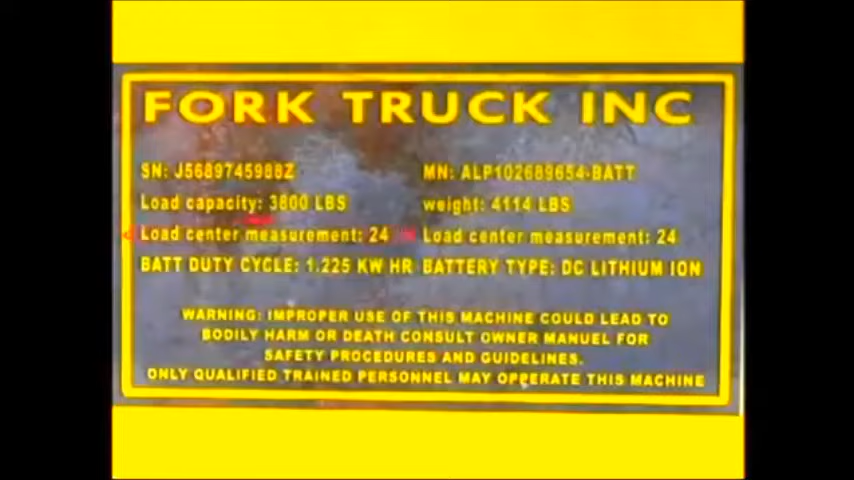 FORK TRUCK INC
SN: J5689745988Z MN: ALP102689654-BATT
Load capacity: 3800 LBS weight: 4114 LBS
Load center measurement: 24 Load center measurement: 24
BATT DUTY CYCLE: 1.225 KW HR BATTERY TYPE: DC LITHIUM ION
WARNING: IMPROPER USE OF THIS MACHINE COULD LEAD TO
BODILY HARM OR DEATH CONSULT OWNER MANUEL FOR
SAFETY PROCEDURES AND GUIDELINES.
ONLY QUALIFIED TRAINED PERSONNEL MAY OPPERATE THIS MACHINE